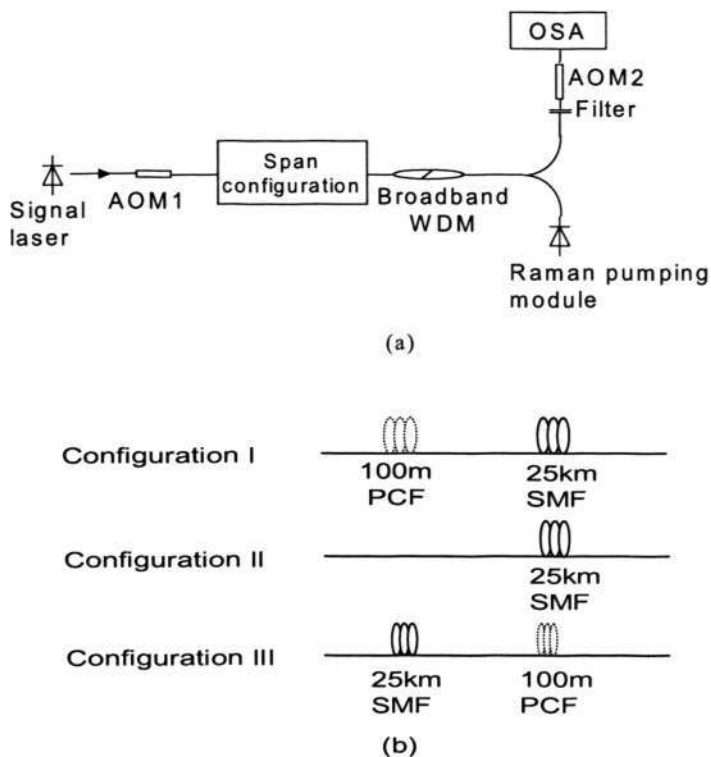 OSA
AOM2
Filter
Span
configuration
Broadband
WDM
AOM1
Signal
laser
Raman pumping
module
(a)
Configuration I
100m
PCF
25km
SMF
Configuration II
25km
SMF
Configuration III
25km
SMF
100m
PCF
(b)